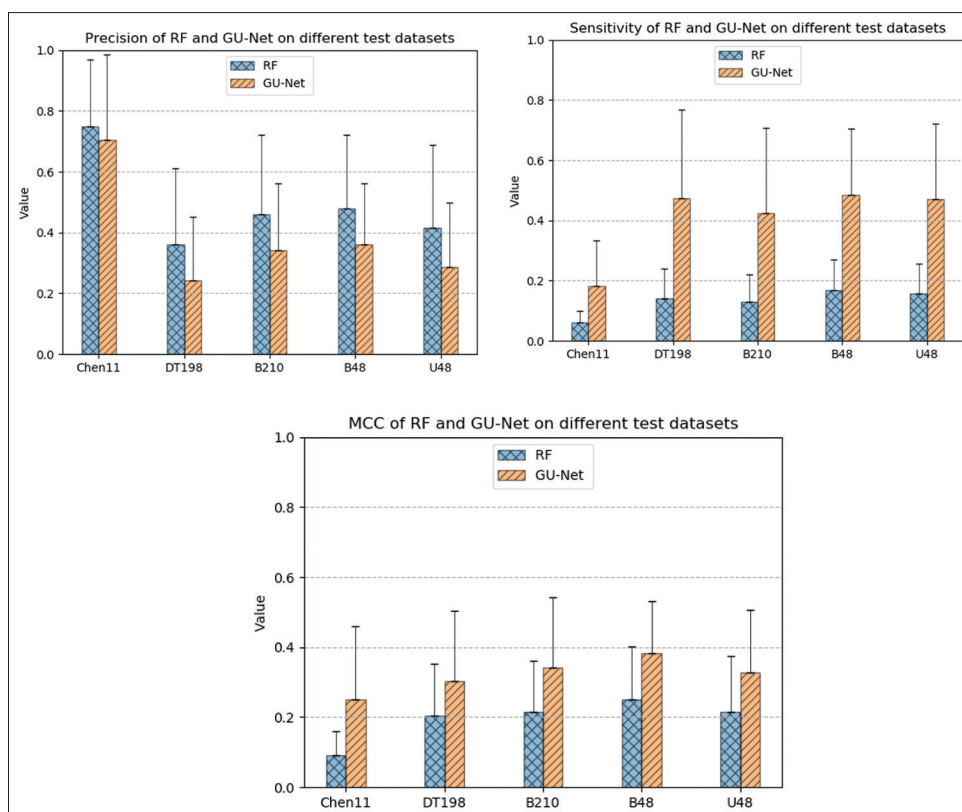 Precision of RF and GU-Net on different test datasets
1.0
0.8
0.6
0.4
0.2
0.0
Value
RF
GU-Net
Chen11 DT198 B210 B48 U48
Sensitivity of RF and GU-Net on different test datasets
1.0
0.8
0.6
0.4
0.2
0.0
Value
RF
GU-Net
Chen11 DT198 B210 B48 U48
MCC of RF and GU-Net on different test datasets
1.0
0.8
0.6
0.4
0.2
0.0
Value
RF
GU-Net
Chen11 DT198 B210 B48 U48